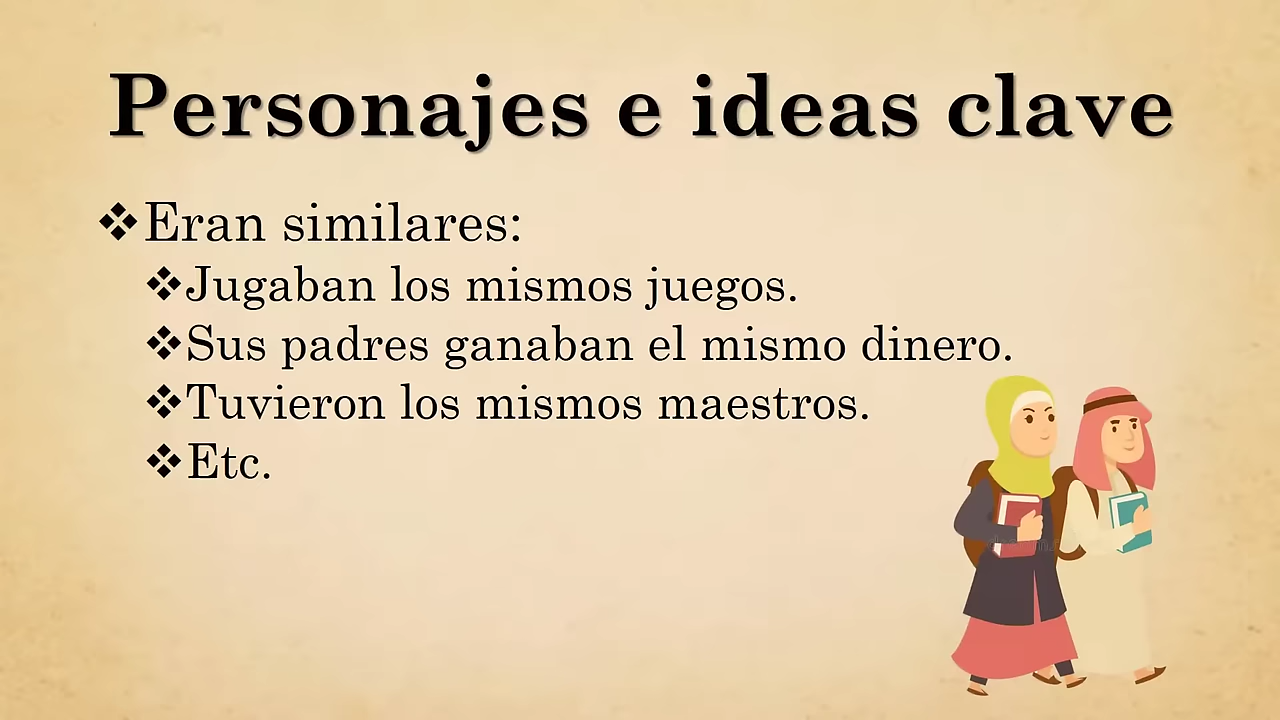 Personajes e ideas clave
❖Eran similares:
❖Jugaban los mismos juegos.
❖Sus padres ganaban el mismo dinero.
❖Tuvieron los mismos maestros.
❖Etc.